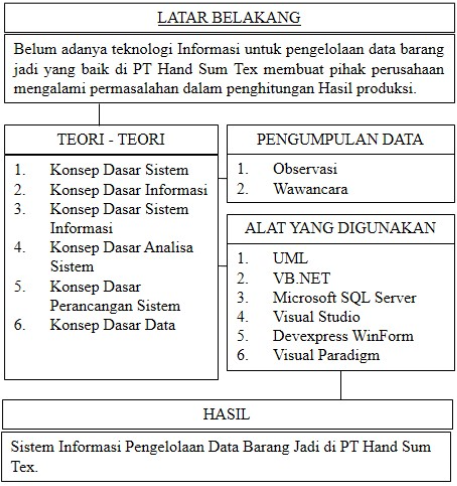 LATAR BELAKANG
Belum adanya teknologi Informasi untuk pengelolaan data barang
jadi yang baik di PT Hand Sum Tex membuat pihak perusahaan
mengalami permasalahan dalam penghitungan Hasil produksi.
TEORI - TEORI
1. Konsep Dasar Sistem
2. Konsep Dasar Informasi
3. Konsep Dasar Sistem
Informasi
4. Konsep Dasar Analisa
Sistem
5. Konsep Dasar
Perancangan Sistem
6. Konsep Dasar Data
PENGUMPULAN DATA
1. Observasi
2. Wawancara
ALAT YANG DIGUNAKAN
1. UML
2. VB.NET
3. Microsoft SQL Server
4. Visual Studio
5. Devexpress WinForm
6. Visual Paradigm
HASIL
Sistem Informasi Pengelolaan Data Barang Jadi di PT Hand Sum
Tex.